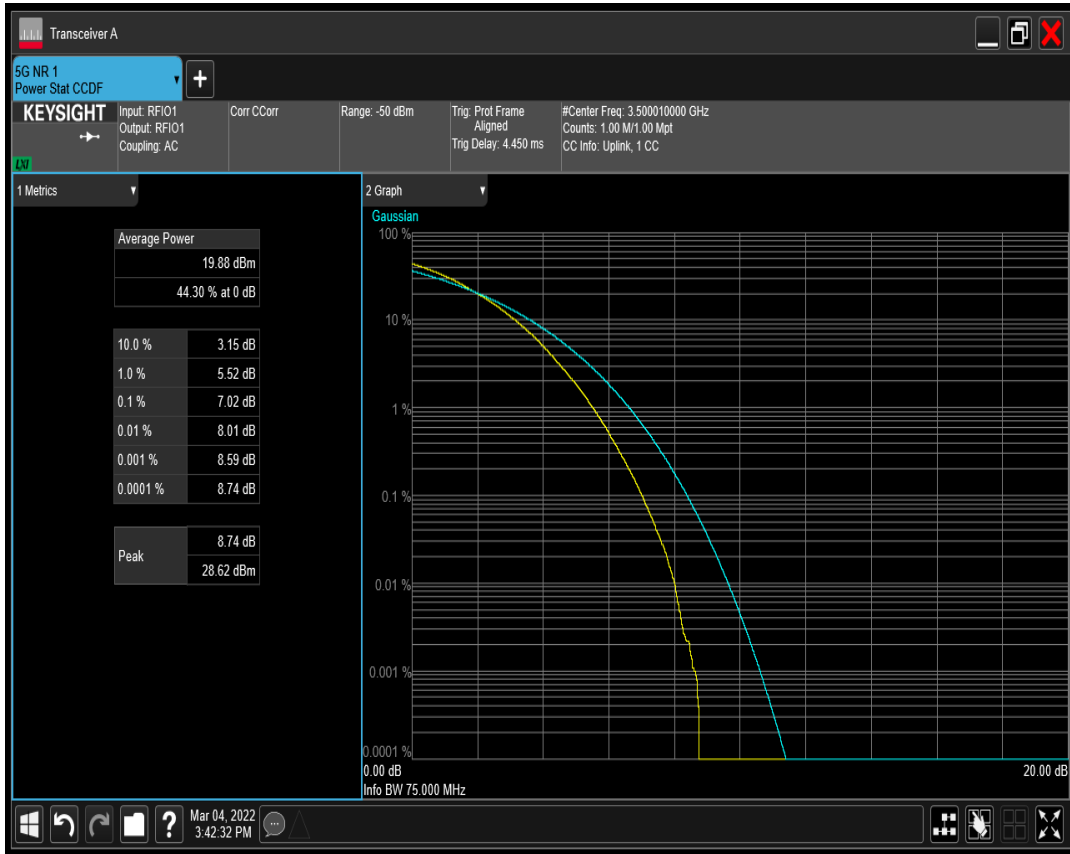 Transceiver A
5G NR 1
Power Stat CCDF
KEYSIGHT
LXI
Input: RFIO1
Output: RFIO1
Coupling: AC
Corr CCorr
Range: -50 dBm
Trig: Prot Frame
Aligned
Trig Delay: 4.450 ms
#Center Freq: 3.500010000 GHz
Counts: 1.00 M/1.00 Mpt
CC Info: Uplink, 1 CC
1 Metrics
Average Power
19.88 dBm
44.30 % at 0 dB
10.0 % 3.15 dB
1.0 % 5.52 dB
0.1 % 7.02 dB
0.01 % 8.01 dB
0.001 % 8.59 dB
0.0001 % 8.74 dB
Peak
8.74 dB
28.62 dBm
2 Graph
Gaussian
100 %
10 %
1 %
0.1 %
0.01 %
0.001 %
0.0001 %
0.00 dB 20.00 dB
Info BW 75.000 MHz
?
Mar 04, 2022
3:42:32 PM